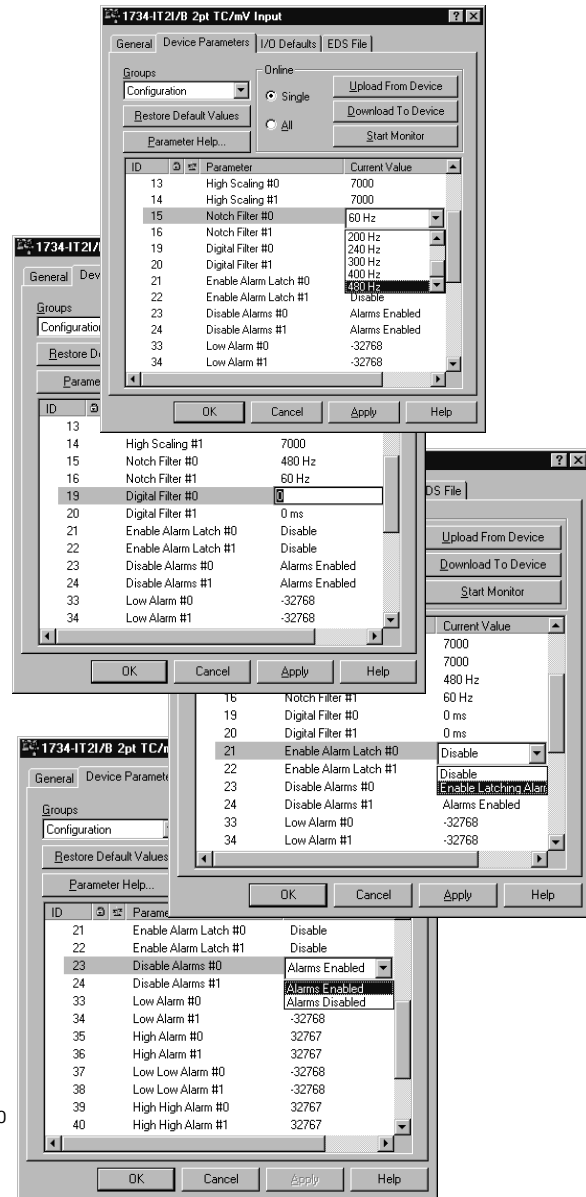 1734-IT2I/B 2pt TC/mV Input
General Device Parameters I/O Defaults EDS File
Groups
Configuration
Restore Default Values
Parameter Help...
Online
Single
All
Upload From Device
Download To Device
Start Monitor
ID Parameter Current Value
13 High Scaling #0 7000
14 High Scaling #1 7000
15 Notch Filter #0 60 Hz
16 Notch Filter #1 200 Hz
19 Digital Filter #0 240 Hz
20 Digital Filter #1 300 Hz
400 Hz
21 Enable Alarm Latch #0 480 Hz
22 Enable Alarm Latch #1 Disable
23 Disable Alarms #0 Alarms Enabled
24 Disable Alarms #1 Alarms Enabled
33 Low Alarm #0 -32768
34 Low Alarm #1 -32768
OK Cancel Apply Help
1734-IT2I/
General Dev
Groups
Configuration
Restore D
Parame
ID
13
14 High Scaling #1 7000
15 Notch Filter #0 480 Hz
16 Notch Filter #1 60 Hz
19 Digital Filter #0 0
20 Digital Filter #1 0 ms
21 Enable Alarm Latch #0 Disable
22 Enable Alarm Latch #1 Disable
23 Disable Alarms #0 Alarms Enabled
24 Disable Alarms #1 Alarms Enabled
33 Low Alarm #0 -32768
34 Low Alarm #1 -32768
OK Cancel Apply Help
DS File
Upload From Device
Download To Device
Start Monitor
Current Value
7000
7000
480 Hz
16 Notch Filter #1 60 Hz
19 Digital Filter #0 0 ms
20 Digital Filter #1 0 ms
21 Enable Alarm Latch #0 Disable
22 Enable Alarm Latch #1 Disable
23 Disable Alarms #0 Enable Latching Alarm
24 Disable Alarms #1 Alarms Enabled
33 Low Alarm #0 -32768
34 Low Alarm #1 -32768
OK Cancel Apply Help
1734-IT2I/B 2pt TC/m
General Device Paramete
Groups
Configuration
Restore Default Values
Parameter Help...
ID Parame
21 Enable Alarm Latch #0 Disable
22 Enable Alarm Latch #1 Disable
23 Disable Alarms #0 Alarms Enabled
24 Disable Alarms #1 Alarms Enabled
33 Low Alarm #0 Alarms Disabled
34 Low Alarm #1 -32768
35 High Alarm #0 32767
36 High Alarm #1 32767
37 Low Low Alarm #0 -32768
38 Low Low Alarm #1 -32768
39 High High Alarm #0 32767
40 High High Alarm #1 32767
OK Cancel Apply Help
0